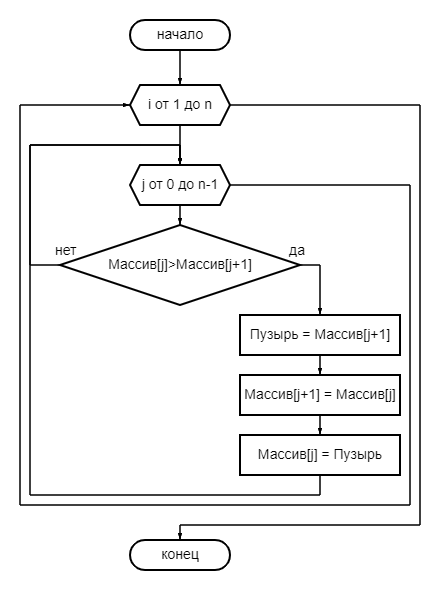 начало
i от 1 до n
j от 0 до n-1
нет
да
Массив[j]>Массив[j+1]
Пузырь = Массив[j+1]
Массив[j+1] = Массив[j]
Массив[j] = Пузырь
конец